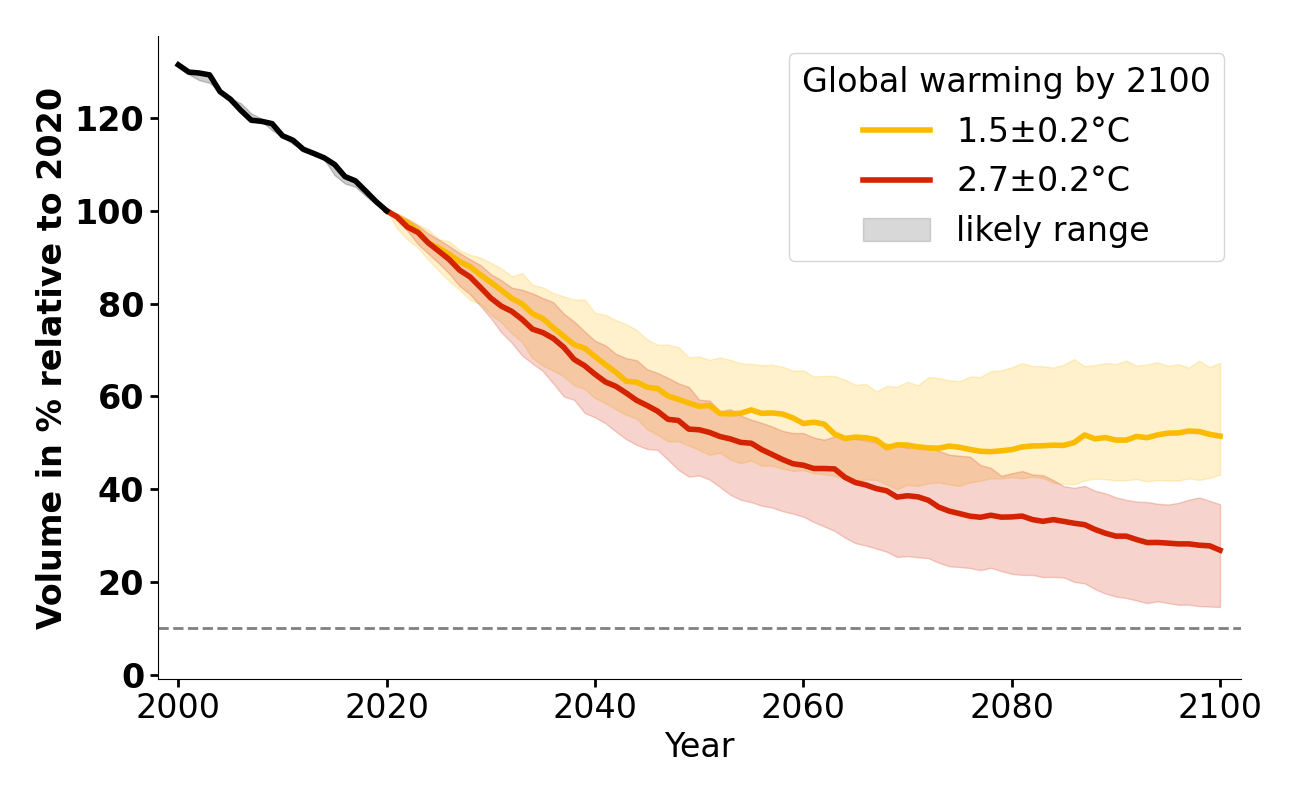 Volume in % relative to 2020
120
100
80
60
40
20
0
2000 2020 2040 2060 2080 2100
Year
Global warming by 2100
1.5±0.2°C
2.7±0.2°C
likely range